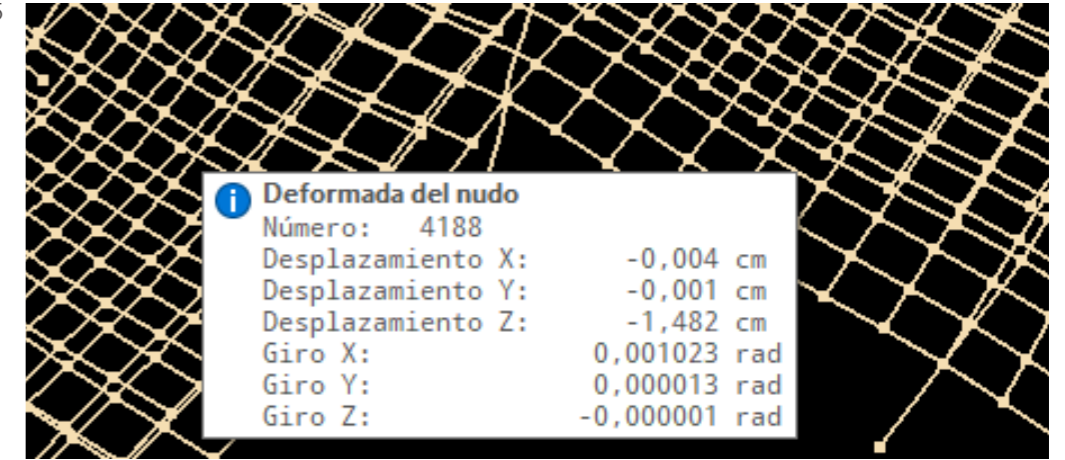 Deformada del nudo
Número: 4188
Desplazamiento X: -0,004 cm
Desplazamiento Y: -0,001 cm
Desplazamiento Z: -1,482 cm
Giro X: 0,001023 rad
Giro Y: 0,000013 rad
Giro Z: -0,000001 rad